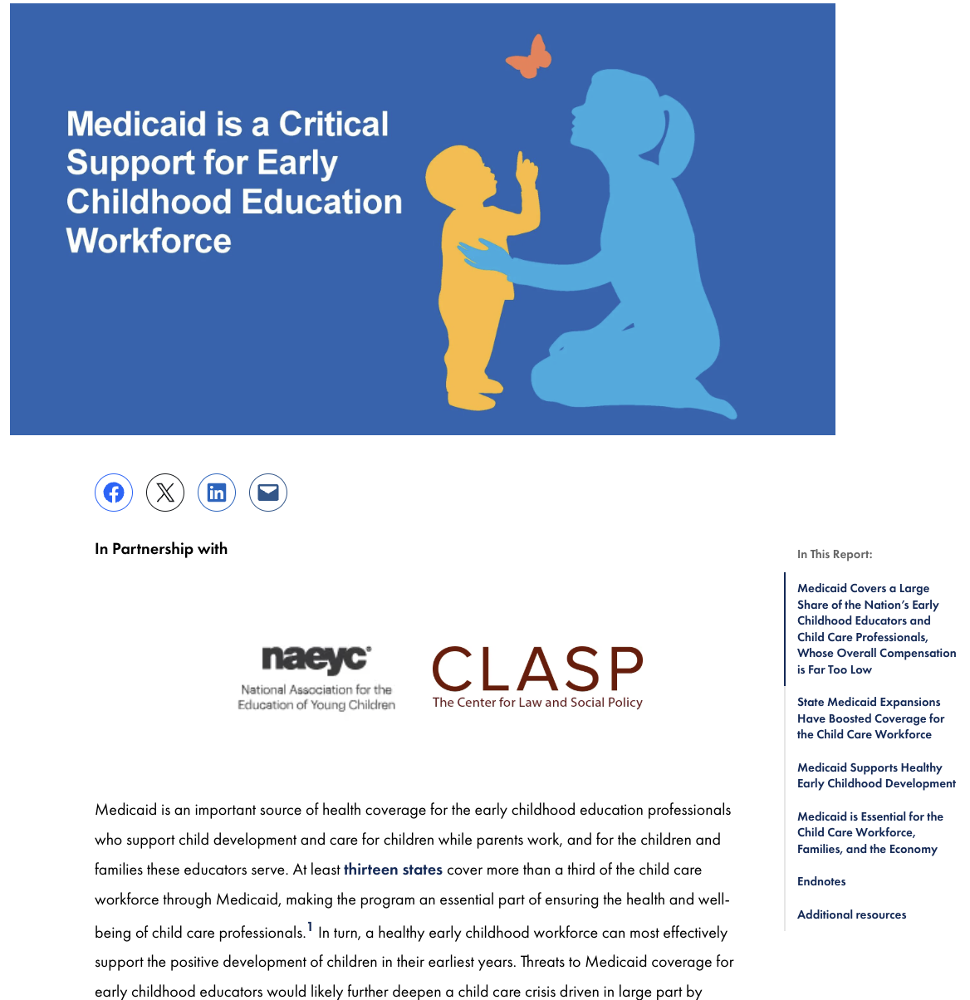 Medicaid is a Critical
Support for Early
Childhood Education
Workforce
In Partnership with
naeyc®
National Association for the
Education of Young Children
CLASP
The Center for Law and Social Policy
Medicaid is an important source of health coverage for the early childhood education professionals
who support child development and care for children while parents work, and for the children and
families these educators serve. At least thirteen states cover more than a third of the child care
workforce through Medicaid, making the program an essential part of ensuring the health and well-
being of child care professionals.1 In turn, a healthy early childhood workforce can most effectively
support the positive development of children in their earliest years. Threats to Medicaid coverage for
early childhood educators would likely further deepen a child care crisis driven in large part by
In This Report:
Medicaid Covers a Large
Share of the Nation’s Early
Childhood Educators and
Child Care Professionals,
Whose Overall Compensation
is Far Too Low
State Medicaid Expansions
Have Boosted Coverage for
the Child Care Workforce
Medicaid Supports Healthy
Early Childhood Development
Medicaid is Essential for the
Child Care Workforce,
Families, and the Economy
Endnotes
Additional resources